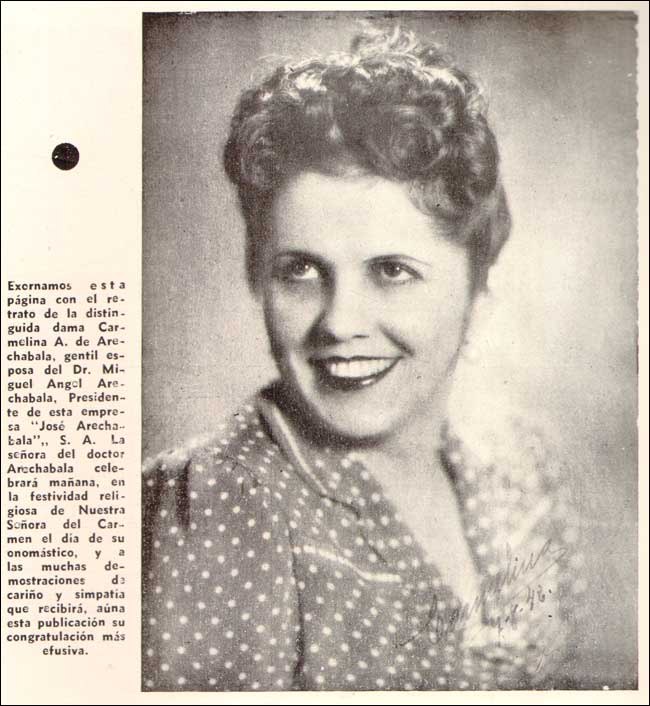 Exornamos esta
página con el re-
trato de la distin-
guida dama Car-
melina A. de Are-
chabala, gentil es-
posa del Dr. Mi-
guel Angel Are-
chabala, Presiden-
te de esta empre-
sa "José Arecha-
bala",, S. A. La
señora del doctor
Arechabala cele-
brará mañana, en
la festividad reli-
giosa de Nuestra
Señora del Car-
men el día de su
onomástico, y a
las muchas de-
mostraciones de
cariño y simpatía
que recibirá, aúna
esta publicación su
congratulación más
efusiva.
Carmelina